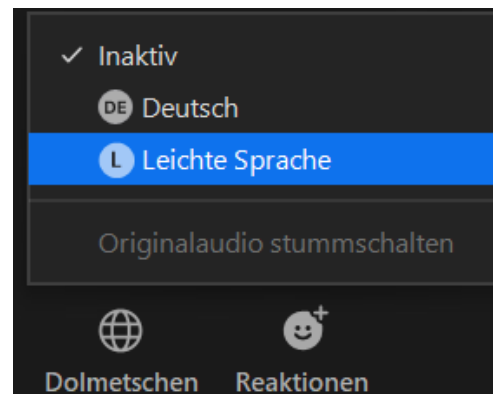 Inaktiv
DE Deutsch
L Leichte Sprache
Originalaudio stummschalten
Dolmetschen Reaktionen